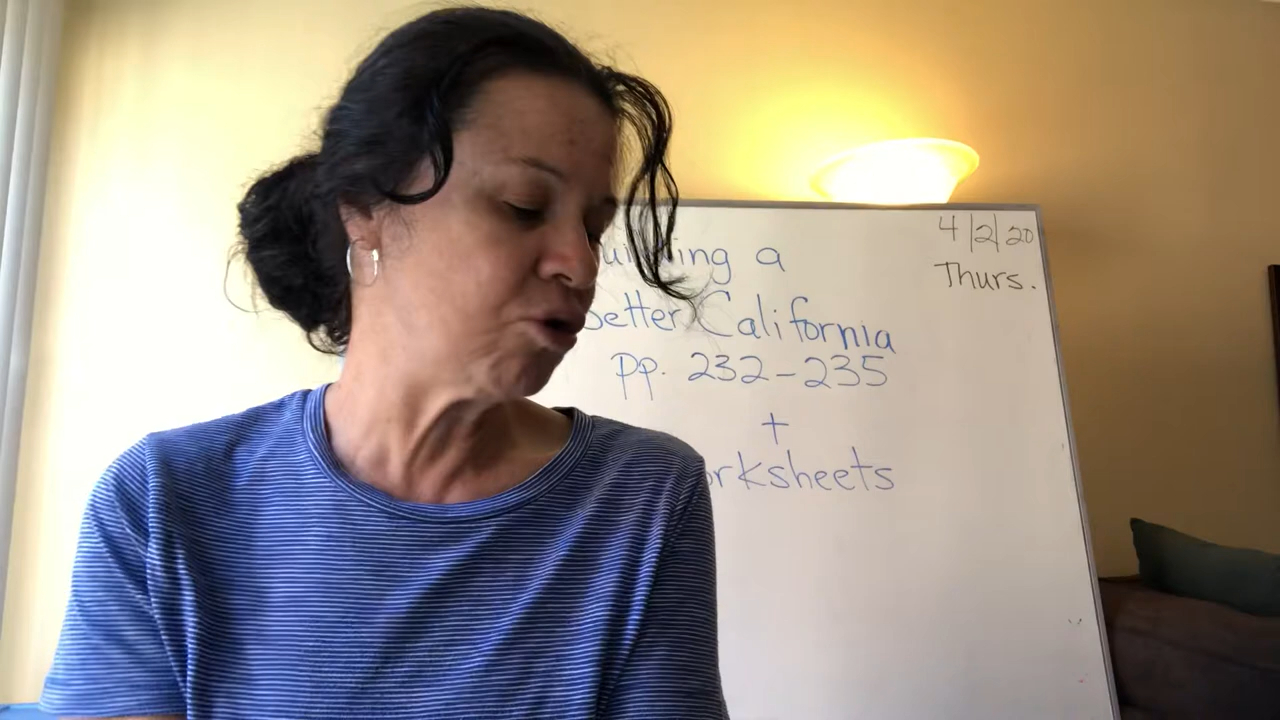 4/2/20
Thurs.
Building a
Better California
pp. 232-235
+
worksheets